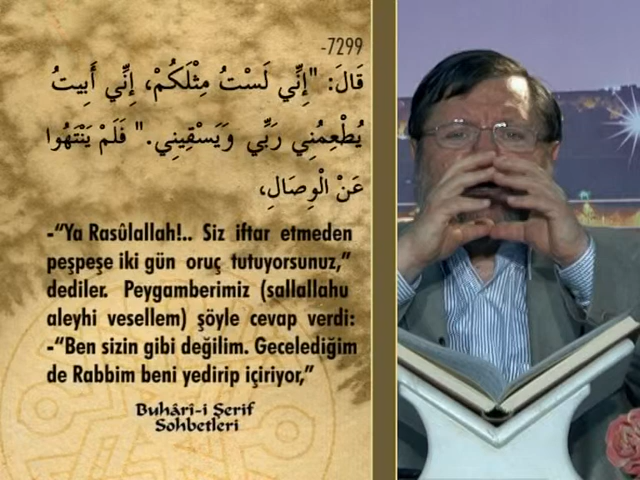 -7299
قَالَ: "إِنِّي لَسْتُ مِثْلَكُمْ، إِنِّي أَبِيتُ
يُطْعِمُنِي رَبِّي وَيَسْقِينِي." فَلَمْ يَنْتَهُوا
عَنْ الْوِصَالِ،
-“Ya Rasûlallah!.. Siz iftar etmeden
peşpeşe iki gün oruç tutuyorsunuz,”
dediler. Peygamberimiz (sallallahu
aleyhi vesellem) şöyle cevap verdi:
-“Ben sizin gibi değilim. Gecelediğim
de Rabbim beni yedirip içiriyor,”
Buhârî-i Şerif
Sohbetleri